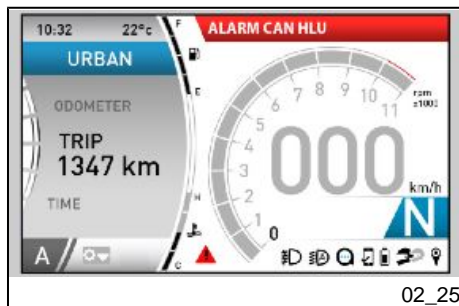 10:32 22°c F ALARM CAN HLU
URBAN
E
ODOMETER
TRIP
1347 km
TIME
H
C
A
0 1 2 3 4 5 6 7 8 9 10 11
rpm
x1000
000
km/h
N
02_25